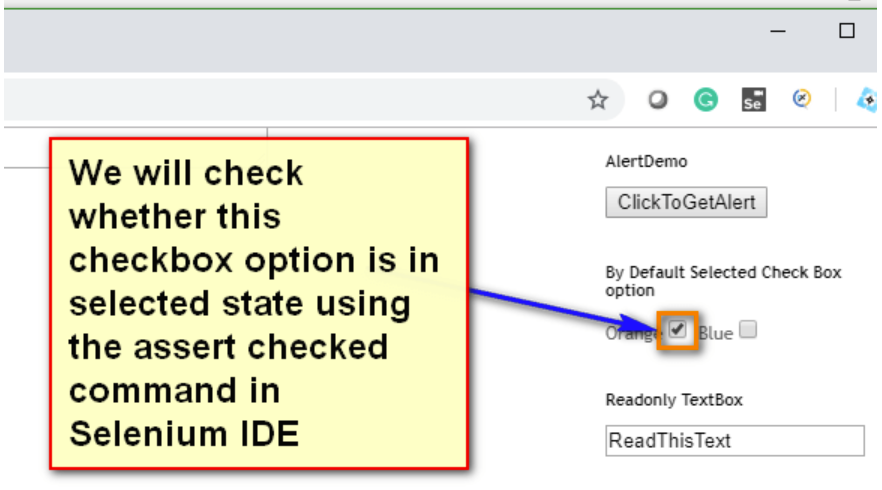 Se
We will check
whether this
checkbox option is in
selected state using
the assert checked
command in
Selenium IDE
AlertDemo
ClickToGetAlert
By Default Selected Check Box
option
Orange Blue
Readonly TextBox
ReadThisText